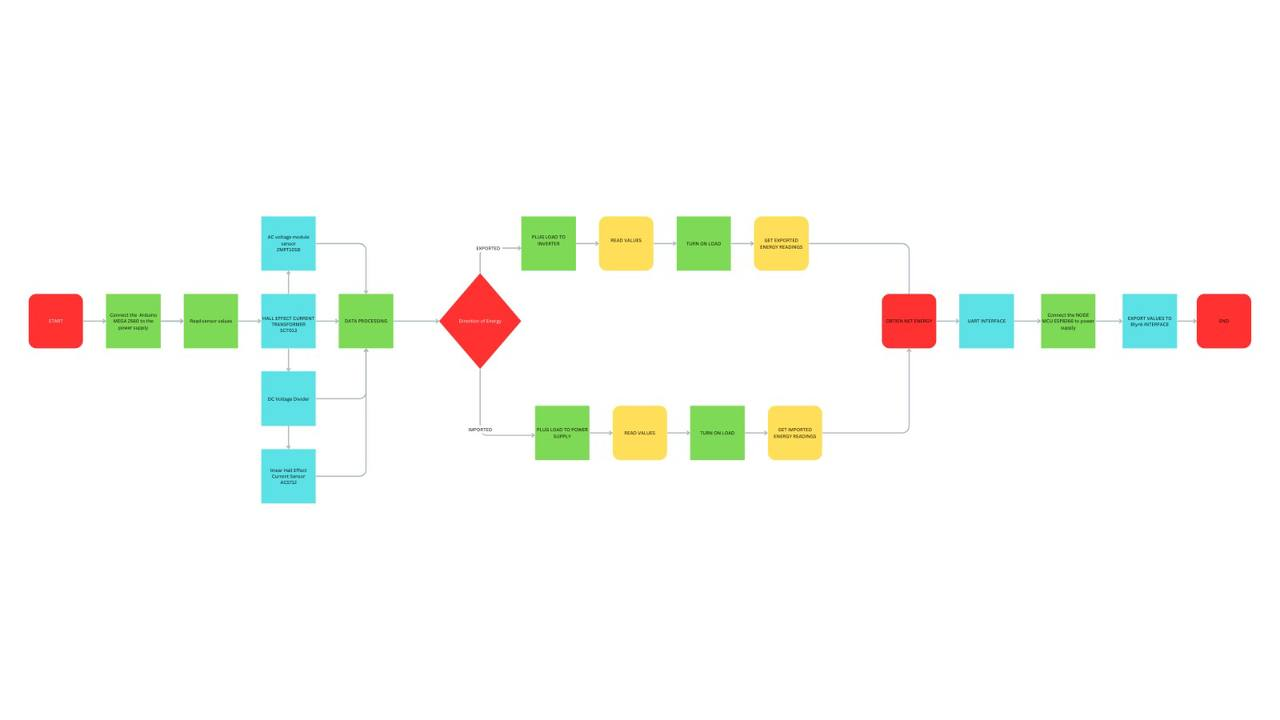 START
Connect the Arduino
MEGA 2560 to the
power supply
Read sensor values
AC voltage module
sensor
ZMPT101B
HALL EFFECT CURRENT
TRANSFORMER
SCT013
DC Voltage Divider
linear Hall Effect
Current Sensor
ACS712
DATA PROCESSING
Direction of Energy
EXPORTED
PLUG LOAD TO
INVERTER
READ VALUES
TURN ON LOAD
GET EXPORTED
ENERGY READINGS
IMPORTED
PLUG LOAD TO POWER
SUPPLY
READ VALUES
TURN ON LOAD
GET IMPORTED
ENERGY READINGS
OBTAIN NET ENERGY
UART INTERFACE
Connect the NODE
MCU ESP8266 to power
supply
EXPORT VALUES TO
Blynk INTERFACE
END